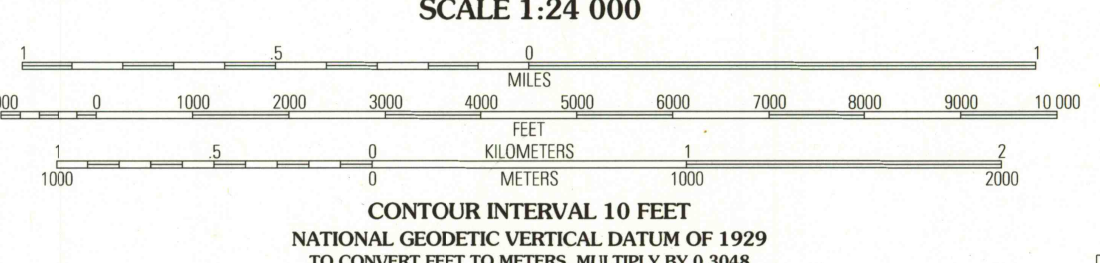 SCALE 1:24 000
1 .5 0 1
MILES
0 1000 2000 3000 4000 5000 6000 7000 8000 9000 10 000
FEET
1 .5 0 KILOMETERS 1 2
1000 0 METERS 1000 2000
CONTOUR INTERVAL 10 FEET
NATIONAL GEODETIC VERTICAL DATUM OF 1929
TO CONVERT FEET TO METERS, MULTIPLY BY 0.3048